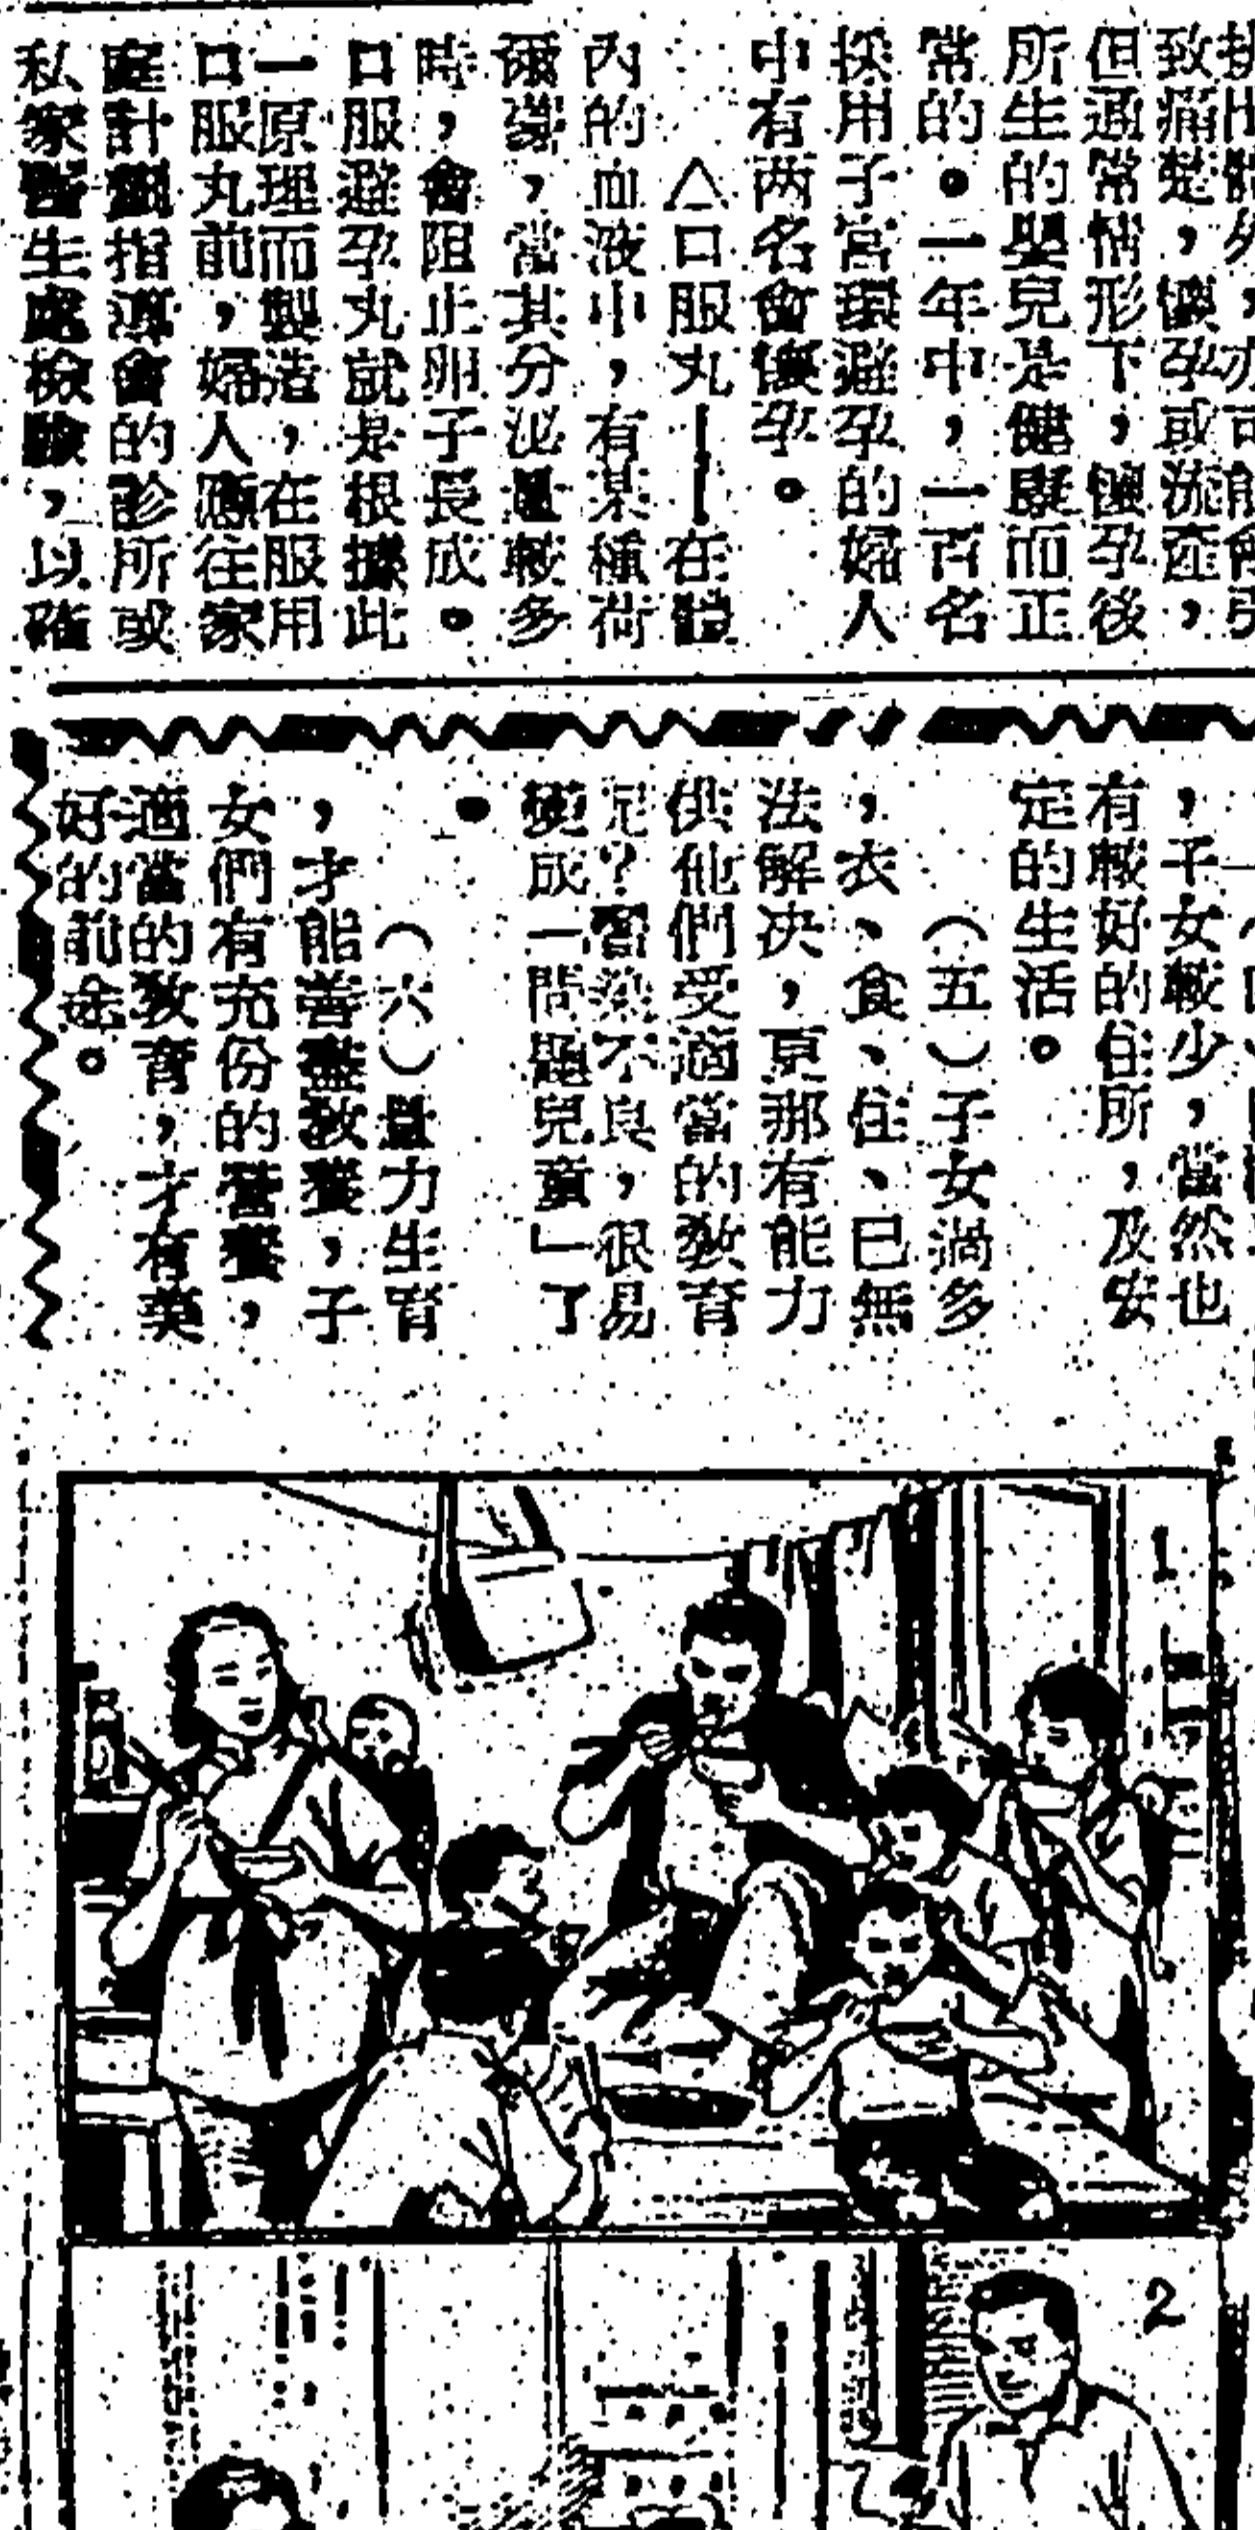 致痛楚，懷孕或流產，
但通常情形下，懷孕後
所生的嬰兒是健康而正
常的。一年中，一百名
採用子宮環避孕的婦人
中有两名會懷孕。
△口服丸——在體
內的血液中，有某種荷
爾蒙，當其分泌量較多
時，會阻止卵子長成。
口服避孕丸就是根據此
一原理而製造，在服用
口服丸前，婦人應往家
庭計劃指導會的診所或
私家醫生處檢驗，以確
，子女較少，當然也
有較好的住所，及安
定的生活。
（五）子女過多
，衣、食、住、已無
法解决，更那有能力
供他們受適當的敎育
呢？習染不良，很易
變成一問題兒童」了
。
（六）量力生育
，才能善盡敎養，子
女們有充份的營養，
適當的敎育，才有美
好的前途。
1
2